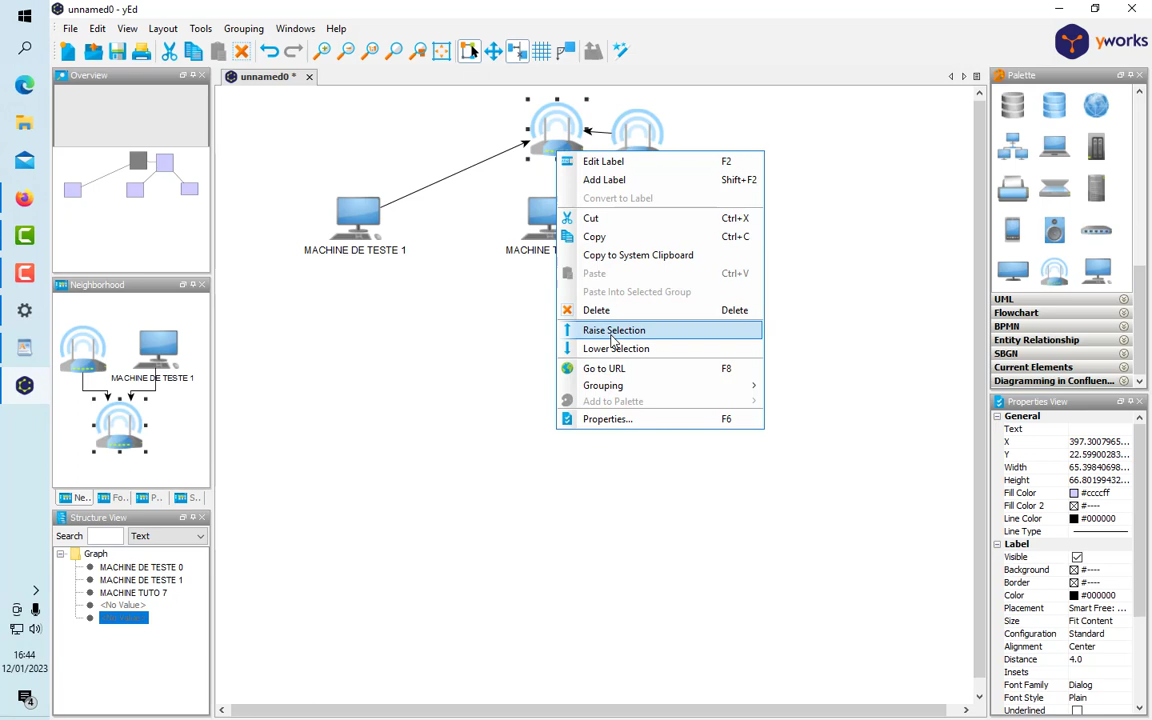 unnamed0 * - yEd
File Edit View Layout Tools Grouping Windows Help
yworks
Overview
unnamed0 *
Palette
Edit Label F2
Add Label Shift+F2
Convert to Label
Cut Ctrl+X
Copy Ctrl+C
Copy to System Clipboard
Paste Ctrl+V
Paste Into Selected Group
Delete Delete
Raise Selection
Lower Selection
Go to URL F8
Grouping
Add to Palette
Properties... F6
MACHINE DE TESTE 1
MACHINE T
Neighborhood
MACHINE DE TESTE 1
Ne.. Fo.. P.. S..
Structure View
Search Text
Graph
MACHINE DE TESTE 0
MACHINE DE TESTE 1
MACHINE TUTO 7
<No Value>
UML
Flowchart
BPMN
Entity Relationship
SBGN
Current Elements
Diagramming in Confluen...
Properties View
General
Text
X 397.3007965...
Y 22.59900283...
Width 65.39840698...
Height 66.80199432...
Fill Color #ccccff
Fill Color 2 #----
Line Color #000000
Line Type
Label
Visible
Background #----
Border #----
Color #000000
Placement Smart Free: ...
Size Fit Content
Configuration Standard
Alignment Center
Distance 4.0
Insets
Font Family Dialog
Font Style Plain
Underlined
16:44
12/01/2023
4